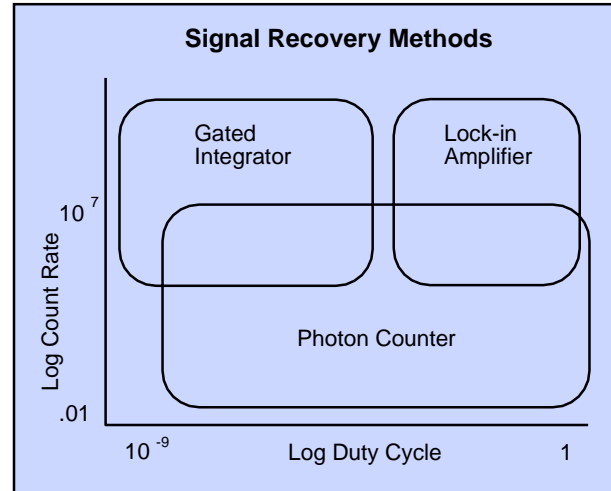 Signal Recovery Methods
Gated
Integrator
Lock-in
Amplifier
10 7
Log Count Rate
Photon Counter
.01
10 -9
Log Duty Cycle
1